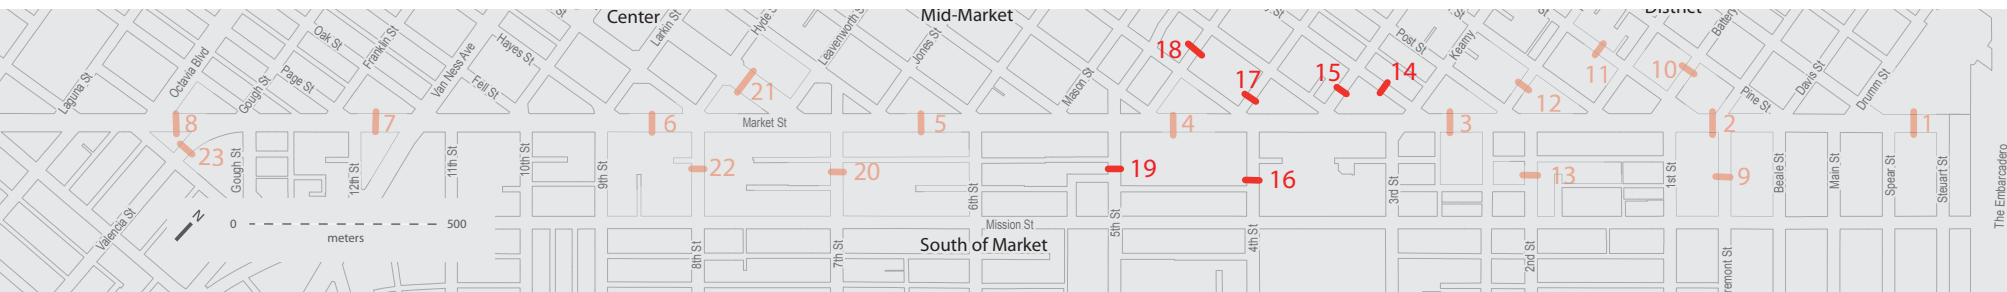 Center
Mid-Market
District
Oak St
Franklin St
Hayes St
Larkin St
Hyde S
Leavenworth S
Jones St
Mason St
Post St
Kearny
Battery
Octavia Blvd
Van Ness Ave
Laguna St
Gough St
Page St
Fell St
Davis St
Drumm St
Pine St
18
17
15
14
11
10
12
21
8
7
6
Market St
5
4
3
2
1
23
22
20
19
16
13
9
Gough St
12th St
11th St
10th St
9th St
6th St
3rd St
1st St
Beale St
Main St
Spear St
Steuart St
The Embarcadero
Valencia St
N
0
500
meters
Mission St
South of Market
8th St
7th St
5th St
4th St
2nd St
remont St